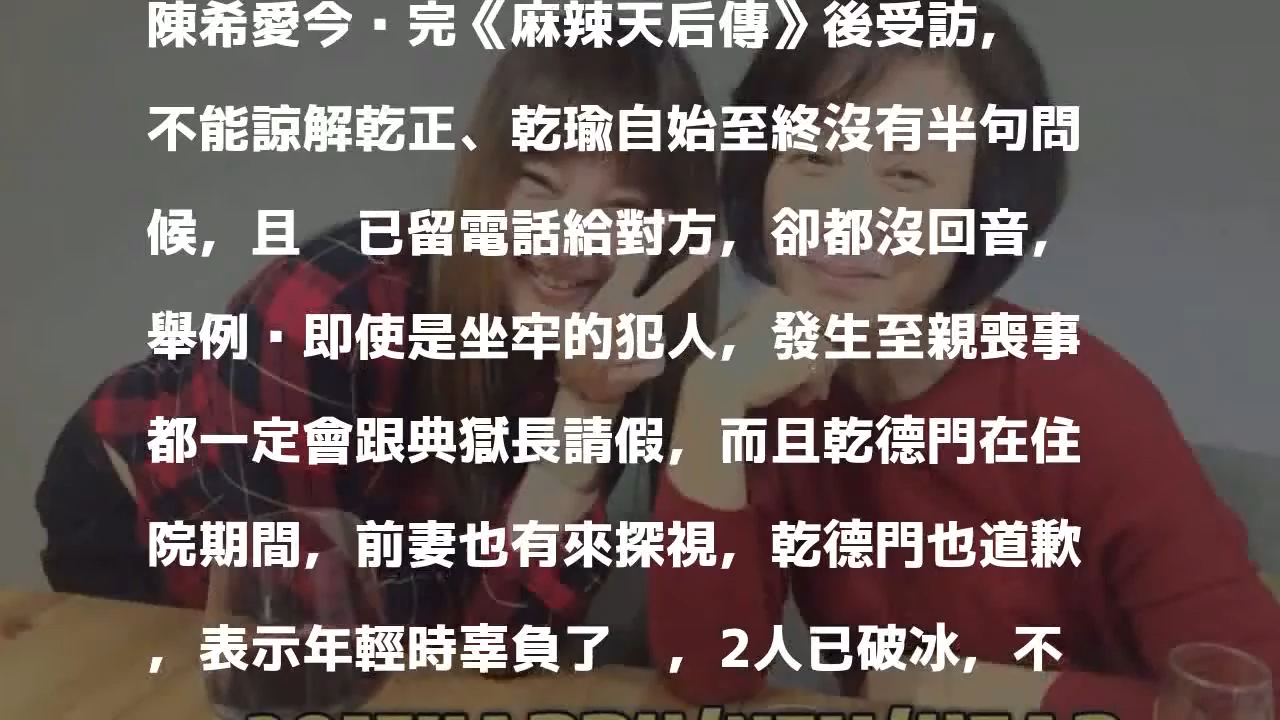 陳希愛今·完《麻辣天后傳》後受訪，
不能諒解乾正、乾瑜自始至終沒有半句問
候，且　已留電話給對方，卻都沒回音，
舉例·即使是坐牢的犯人，發生至親喪事
都一定會跟典獄長請假，而且乾德門在住
院期間，前妻也有來探視，乾德門也道歉
，表示年輕時辜負了　，2人已破冰，不